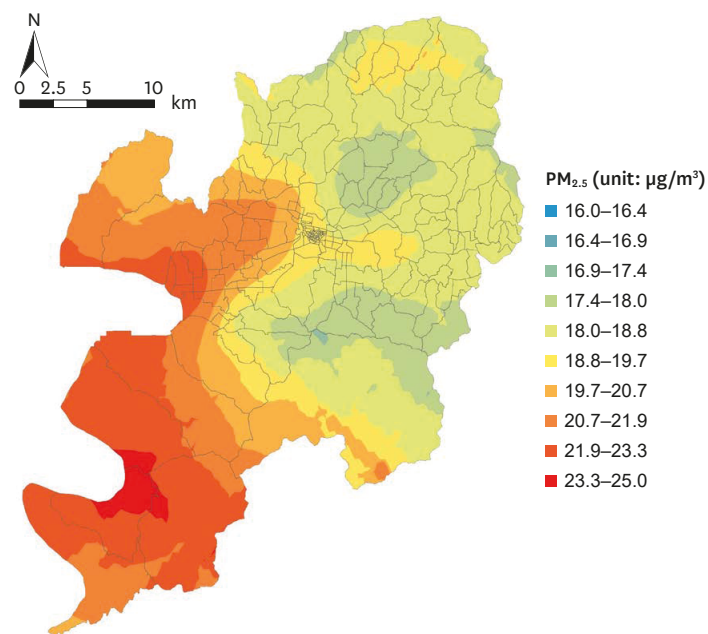 N
0 2.5 5 10
km
PM₂.₅ (unit: µg/m³)
16.0–16.4
16.4–16.9
16.9–17.4
17.4–18.0
18.0–18.8
18.8–19.7
19.7–20.7
20.7–21.9
21.9–23.3
23.3–25.0